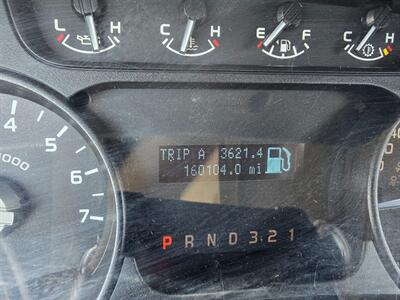 L H C H E F C H
4
5
6
7
TRIP A 3621.4
160104.0 mi
P R N D 3 2 1